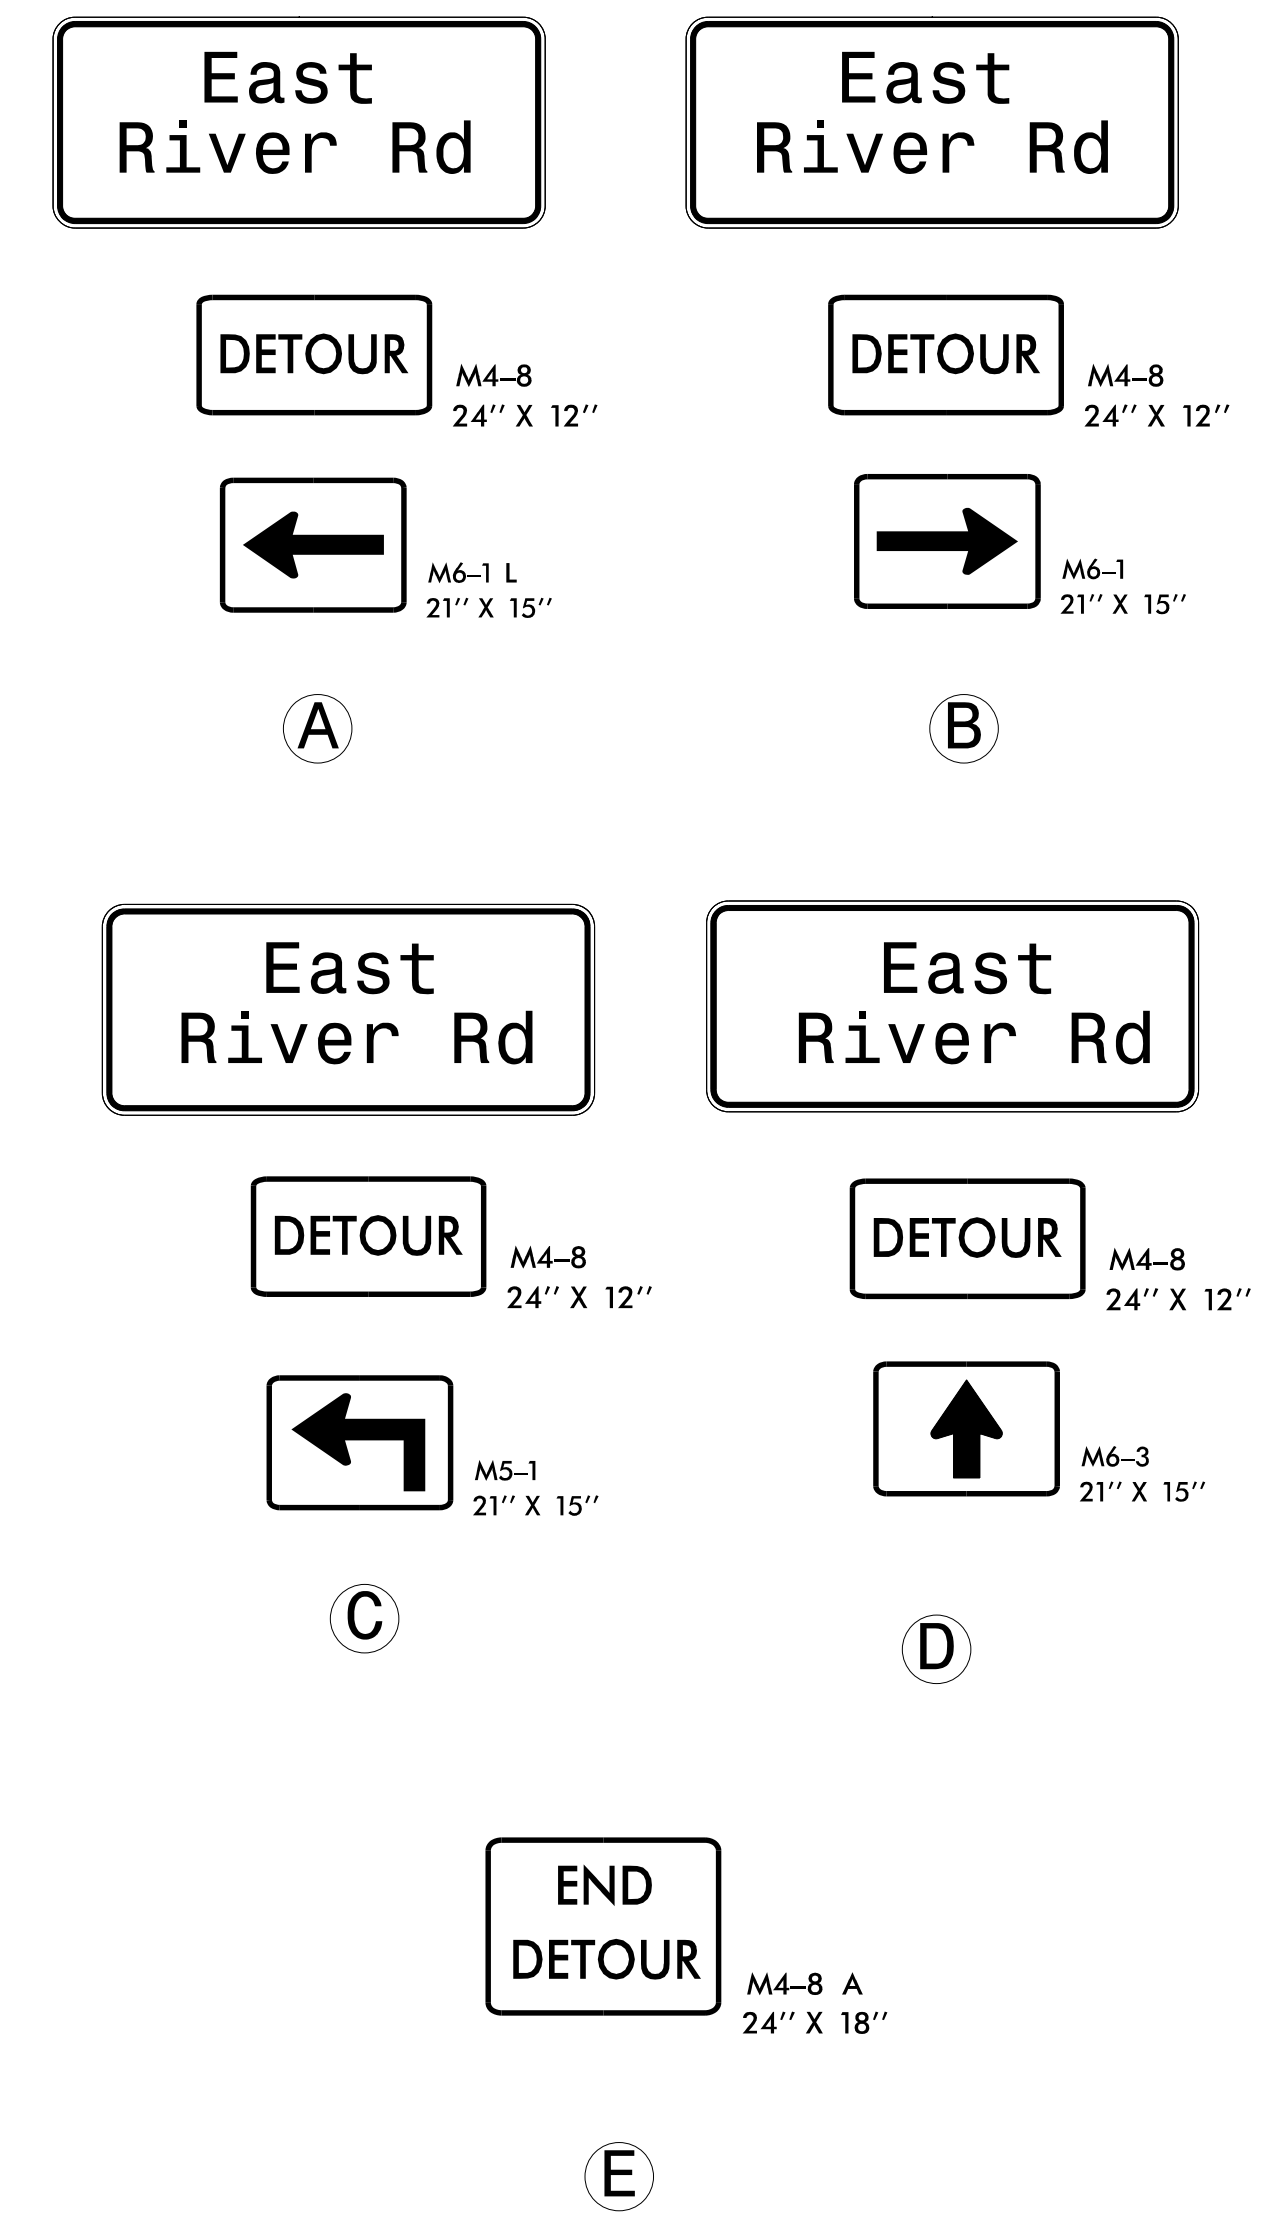 East
River Rd
DETOUR
M4–8
24’’ X 12’’
M6–1 L
21’’ X 15’’
A
East
River Rd
DETOUR
M4–8
24’’ X 12’’
M6–1
21’’ X 15’’
B
East
River Rd
DETOUR
M4–8
24’’ X 12’’
M5–1
21’’ X 15’’
C
East
River Rd
DETOUR
M4–8
24’’ X 12’’
M6–3
21’’ X 15’’
D
END
DETOUR
M4–8 A
24’’ X 18’’
E